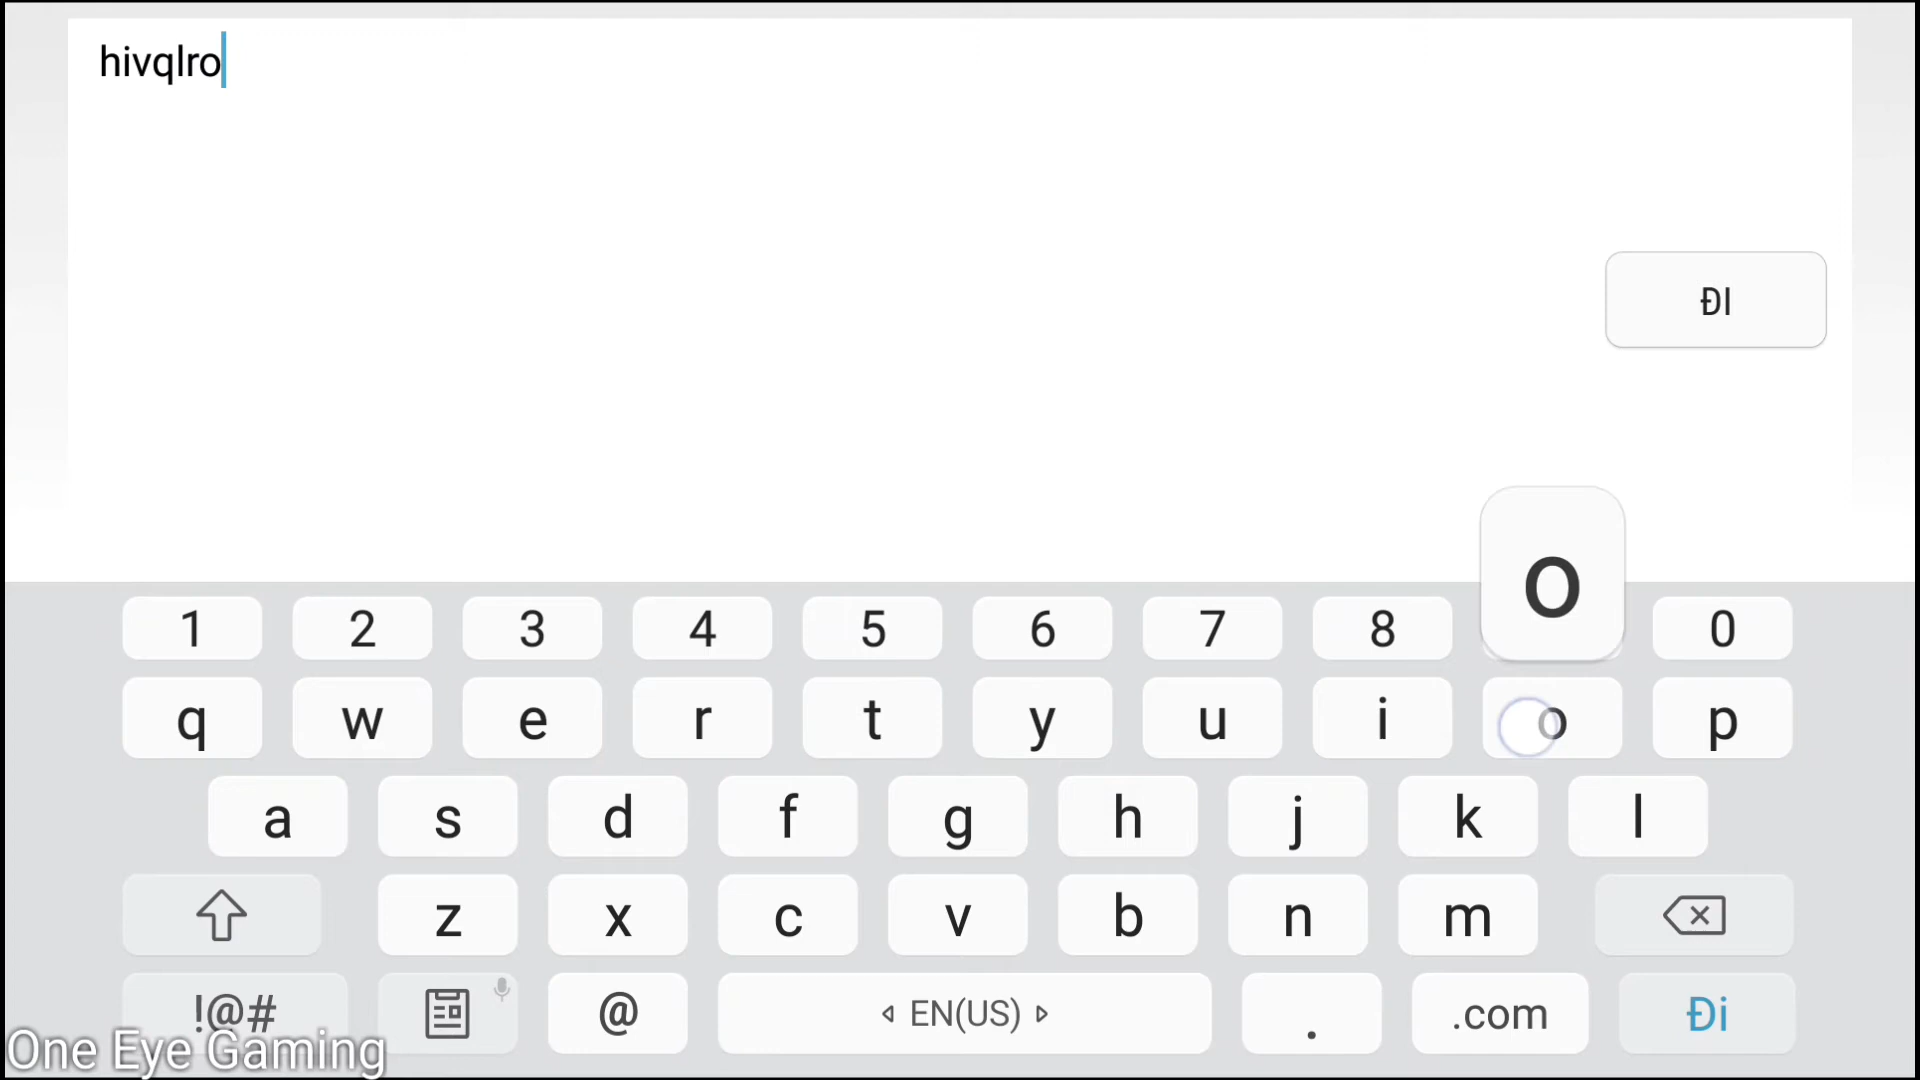 hivqlro
ĐI
o
1 2 3 4 5 6 7 8 0
q w e r t y u i o p
a s d f g h j k l
z x c v b n m
!@# @ EN(US) . .com Đi
One Eye Gaming